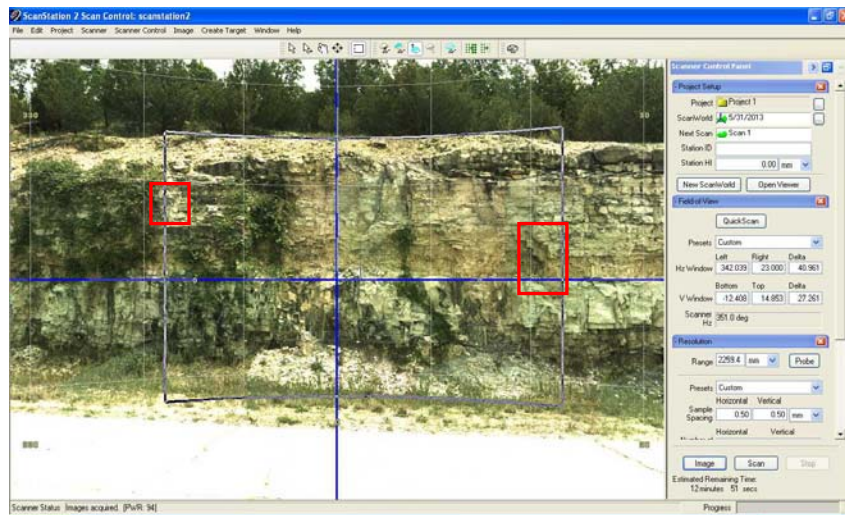 ScanStation 2 Scan Control: scamstation2
File Edit Project Scanner Scanner Control Image Create Target Window Help
Scanner Control Panel
Project Setup
Project Project 1
ScanWorld 5/31/2013
Next Scan Scan 1
Station ID
Station HI 0.00 mm
New ScanWorld Open Viewer
Field-of-View
QuickScan
Presets Custom
Left Right Delta
Hz Window 342.039 23.000 40.961
Bottom Top Delta
V Window -12.408 14.853 27.261
Scanner Hz 351.0 deg
Resolution
Range 2259.4 mm Probe
Presets Custom
Horizontal Vertical
Sample Spacing 0.50 0.50 mm
Horizontal Vertical
Image Scan Stop
Estimated Remaining Time:
12 minutes 51 secs
Scanner Status Images acquired. [PWR: 94] Progress